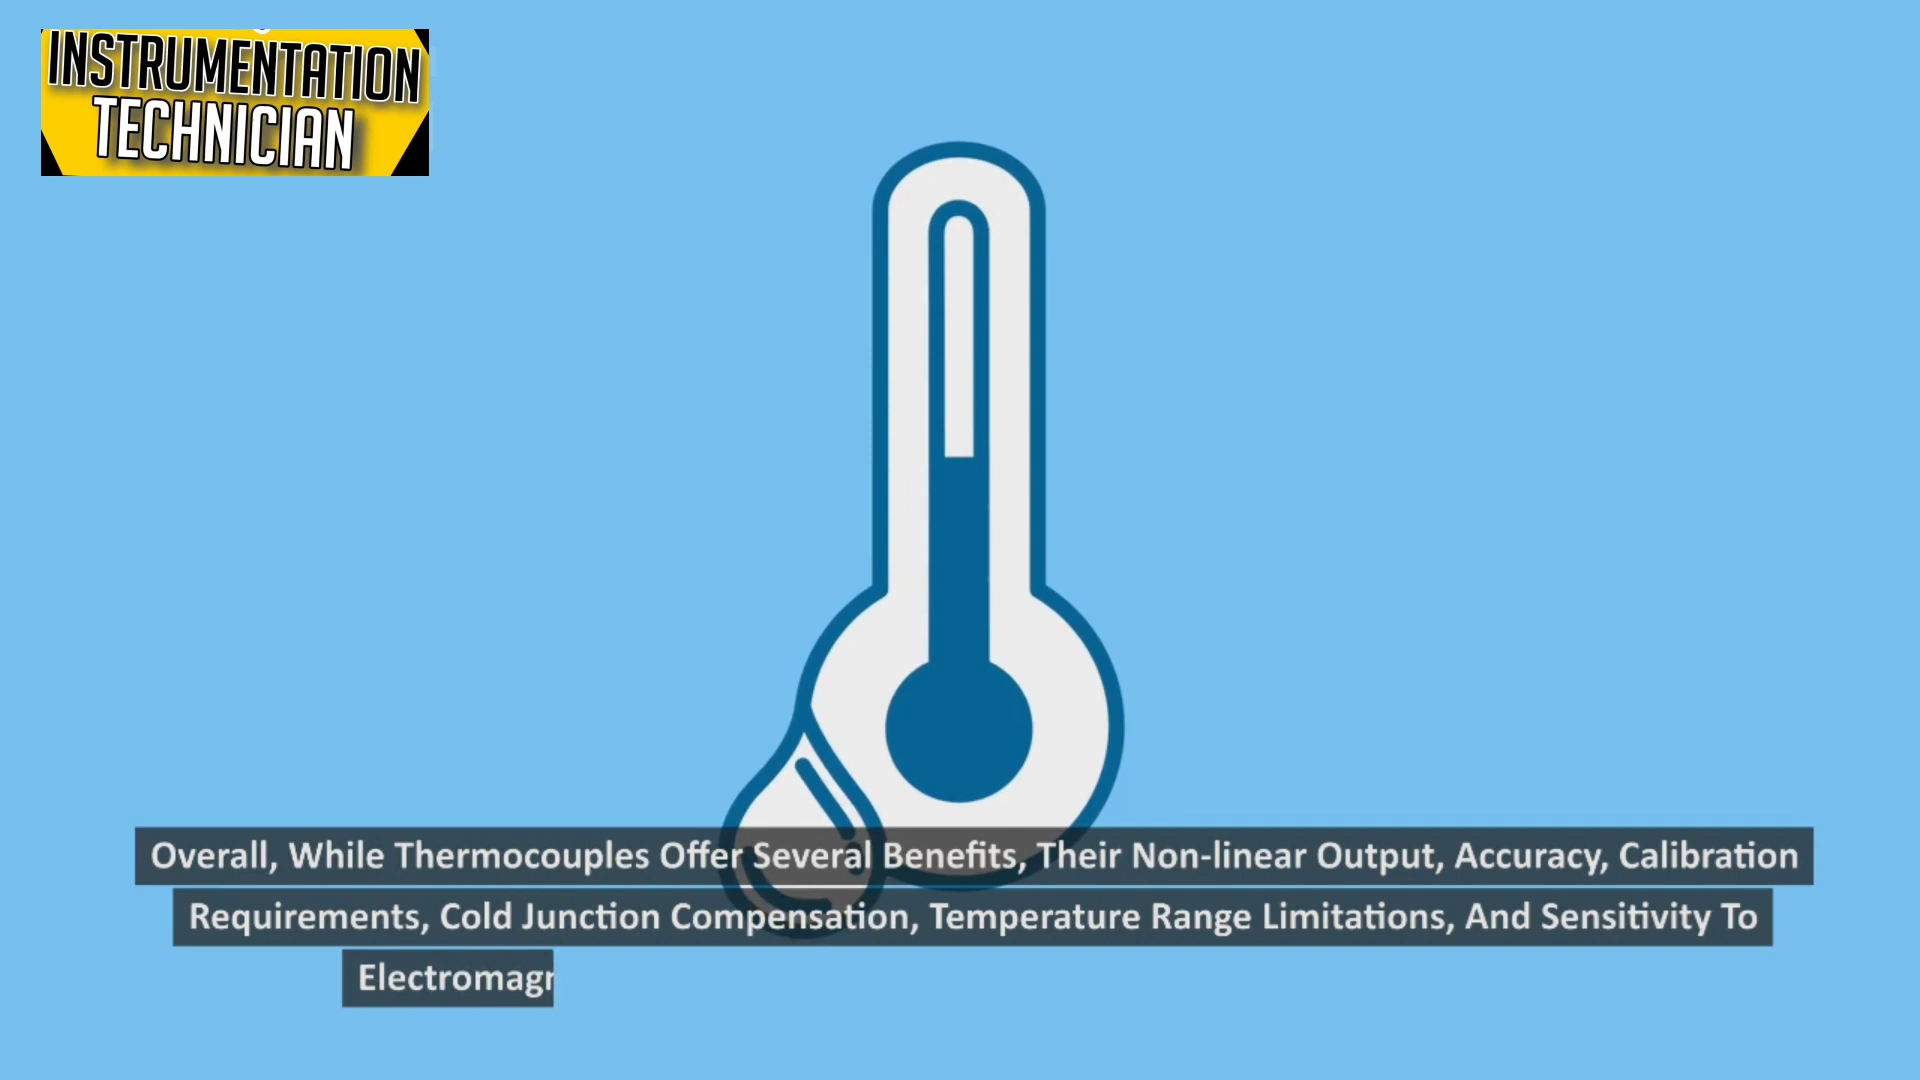 INSTRUMENTATION
TECHNICIAN
Overall, While Thermocouples Offer Several Benefits, Their Non-linear Output, Accuracy, Calibration
Requirements, Cold Junction Compensation, Temperature Range Limitations, And Sensitivity To
Electromagn